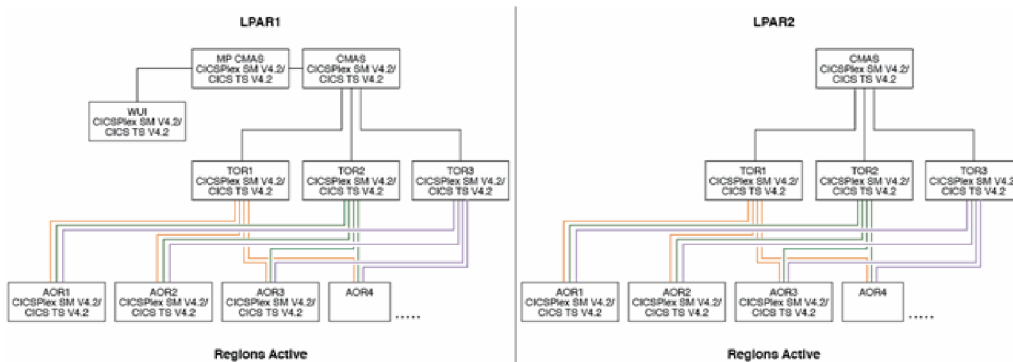 LPAR1
MP CMAS
CICSPlex SM V4.2/
CICS TS V4.2
CMAS
CICSPlex SM V4.2/
CICS TS V4.2
WUI
CICSPlex SM V4.2/
CICS TS V4.2
TOR1
CICSPlex SM V4.2/
CICS TS V4.2
TOR2
CICSPlex SM V4.2/
CICS TS V4.2
TOR3
CICSPlex SM V4.2/
CICS TS V4.2
AOR1
CICSPlex SM V4.2/
CICS TS V4.2
AOR2
CICSPlex SM V4.2/
CICS TS V4.2
AOR3
CICSPlex SM V4.2/
CICS TS V4.2
AOR4
.....
Regions Active
LPAR2
CMAS
CICSPlex SM V4.2/
CICS TS V4.2
TOR1
CICSPlex SM V4.2/
CICS TS V4.2
TOR2
CICSPlex SM V4.2/
CICS TS V4.2
TOR3
CICSPlex SM V4.2/
CICS TS V4.2
AOR1
CICSPlex SM V4.2/
CICS TS V4.2
AOR2
CICSPlex SM V4.2/
CICS TS V4.2
AOR3
CICSPlex SM V4.2/
CICS TS V4.2
AOR4
.....
Regions Active